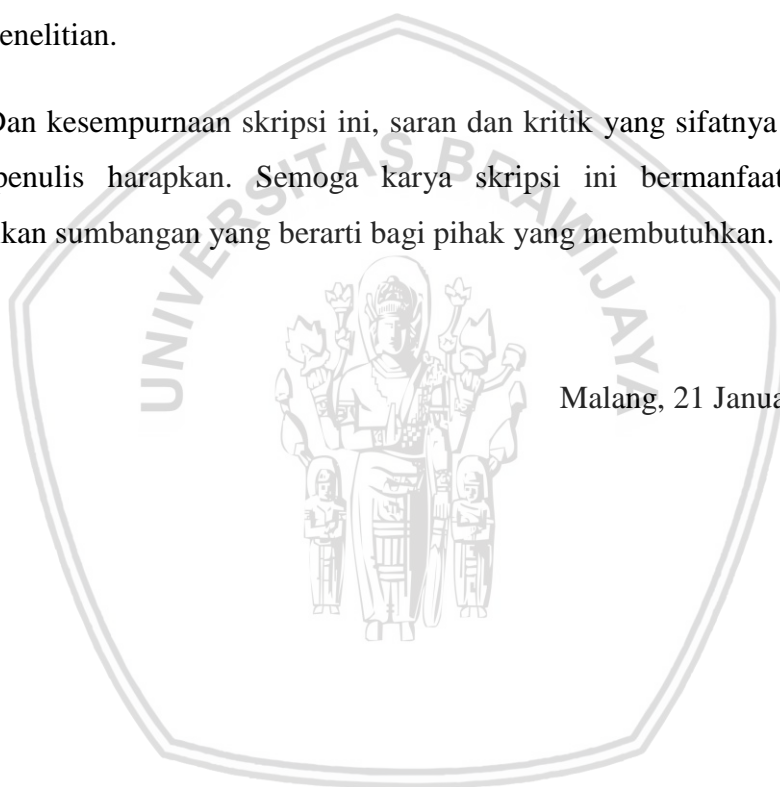 enelitian.
Dan kesempurnaan skripsi ini, saran dan kritik yang sifatnya
penulis harapkan. Semoga karya skripsi ini bermanfaat
kan sumbangan yang berarti bagi pihak yang membutuhkan.
UNIVERSITAS BRAWIJAYA
Malang, 21 Janua